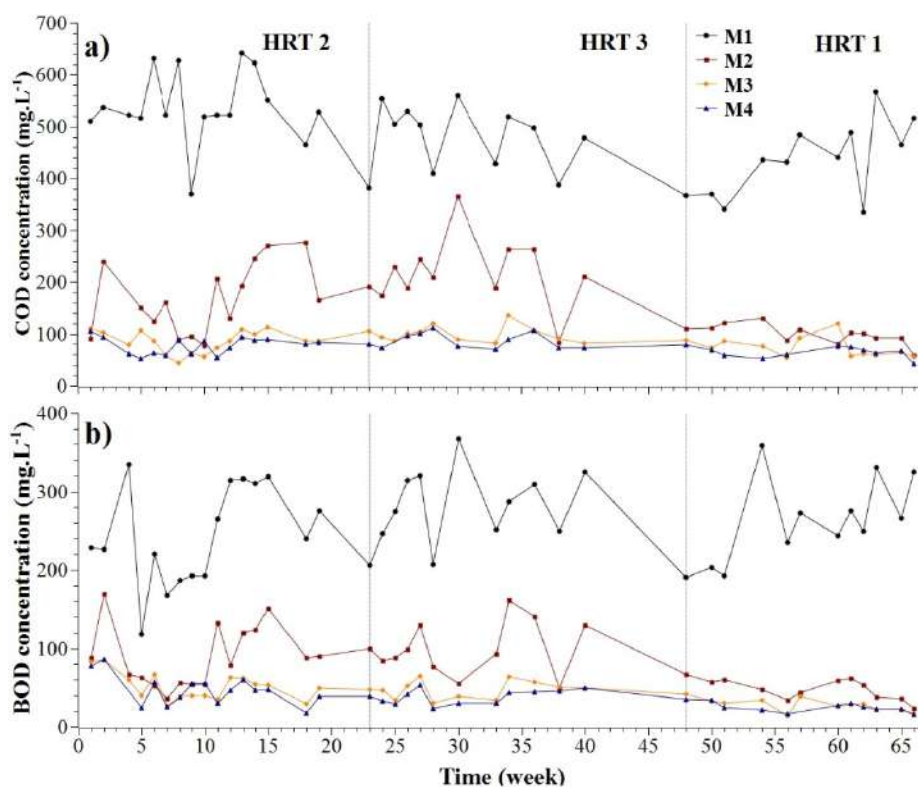 a)
HRT 2
HRT 3
HRT 1
M1
M2
M3
M4
COD concentration (mg.L-1)
700
600
500
400
300
200
100
0
b)
BOD concentration (mg.L-1)
400
300
200
100
0
0 5 10 15 20 25 30 35 40 45 50 55 60 65
Time (week)